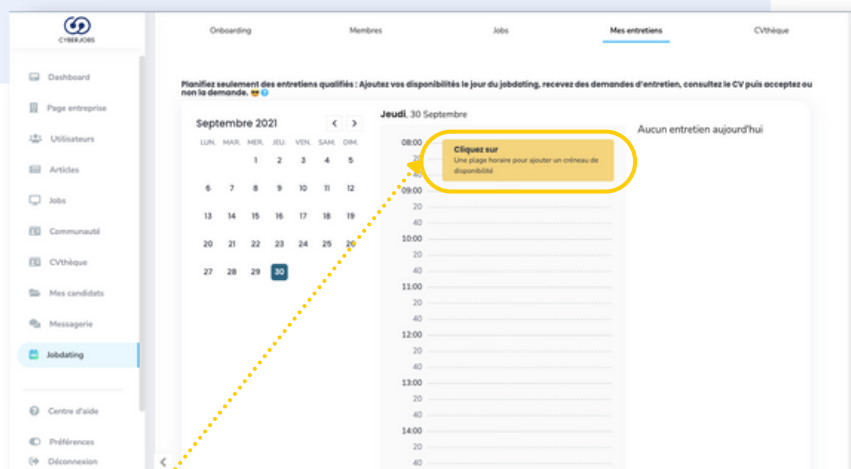 CYBERJOBS
Onboarding
Membres
Jobs
Mes entretiens
CVthèque
Dashboard
Page entreprise
Utilisateurs
Articles
Jobs
Communauté
CVthèque
Mes candidats
Messagerie
Jobdating
Centre d'aide
Préférences
Déconnexion
Planifiez seulement des entretiens qualifiés : Ajoutez vos disponibilités le jour du jobdating, recevez des demandes d'entretien, consultez le CV puis acceptez ou
non la demande.
Septembre 2021
LUN. MAR. MER. JEU. VEN. SAM. DIM.
1 2 3 4 5
6 7 8 9 10 11 12
13 14 15 16 17 18 19
20 21 22 23 24 25 26
27 28 29 30
Jeudi, 30 Septembre
08:00
20
40
09:00
20
40
10:00
20
40
11:00
20
40
12:00
20
40
13:00
20
40
14:00
20
40
Cliquez sur
Une plage horaire pour ajouter un créneau de
disponibilité
Aucun entretien aujourd'hui